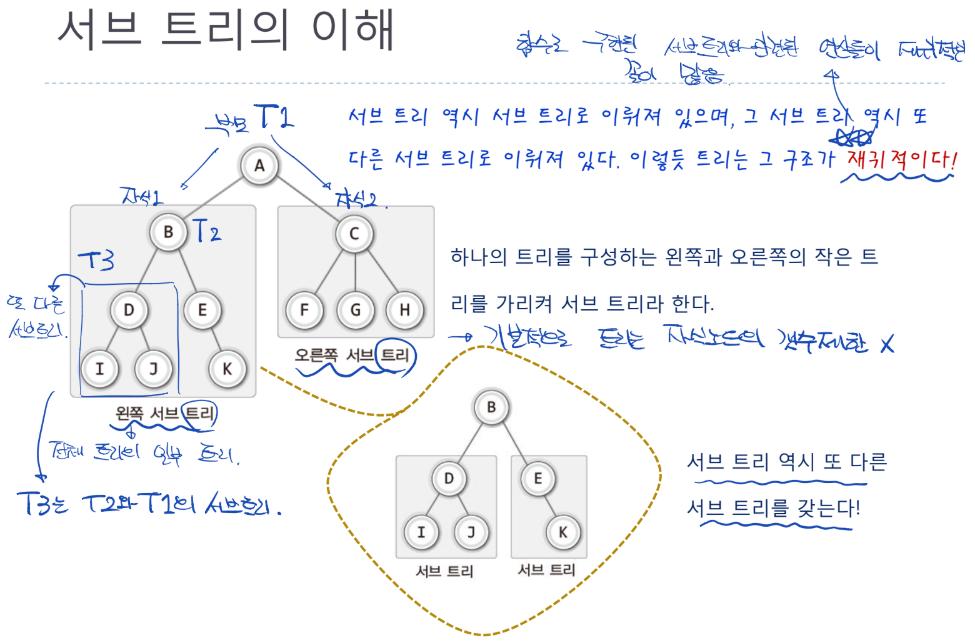 서브 트리의 이해
함수로 구현된 서브트리와 관련된 연산들이 재귀적인
꼴이 많음.
서브 트리 역시 서브 트리로 이뤄져 있으며, 그 서브 트리 역시 또
다른 서브 트리로 이뤄져 있다. 이렇듯 트리는 그 구조가 재귀적이다!
부모 T1
A
자식1
자식2.
B T2
C
T3
또 다른
서브트리.
D
E
F
G
H
I
J
K
왼쪽 서브 트리
오른쪽 서브 트리
전체 트리의 일부 트리.
T3는 T2와 T1의 서브트리.
하나의 트리를 구성하는 왼쪽과 오른쪽의 작은 트
리를 가리켜 서브 트리라 한다.
→ 기본적으로 트리는 자식노드의 갯수제한 X
B
D
E
I
J
K
서브 트리
서브 트리
서브 트리 역시 또 다른
서브 트리를 갖는다!